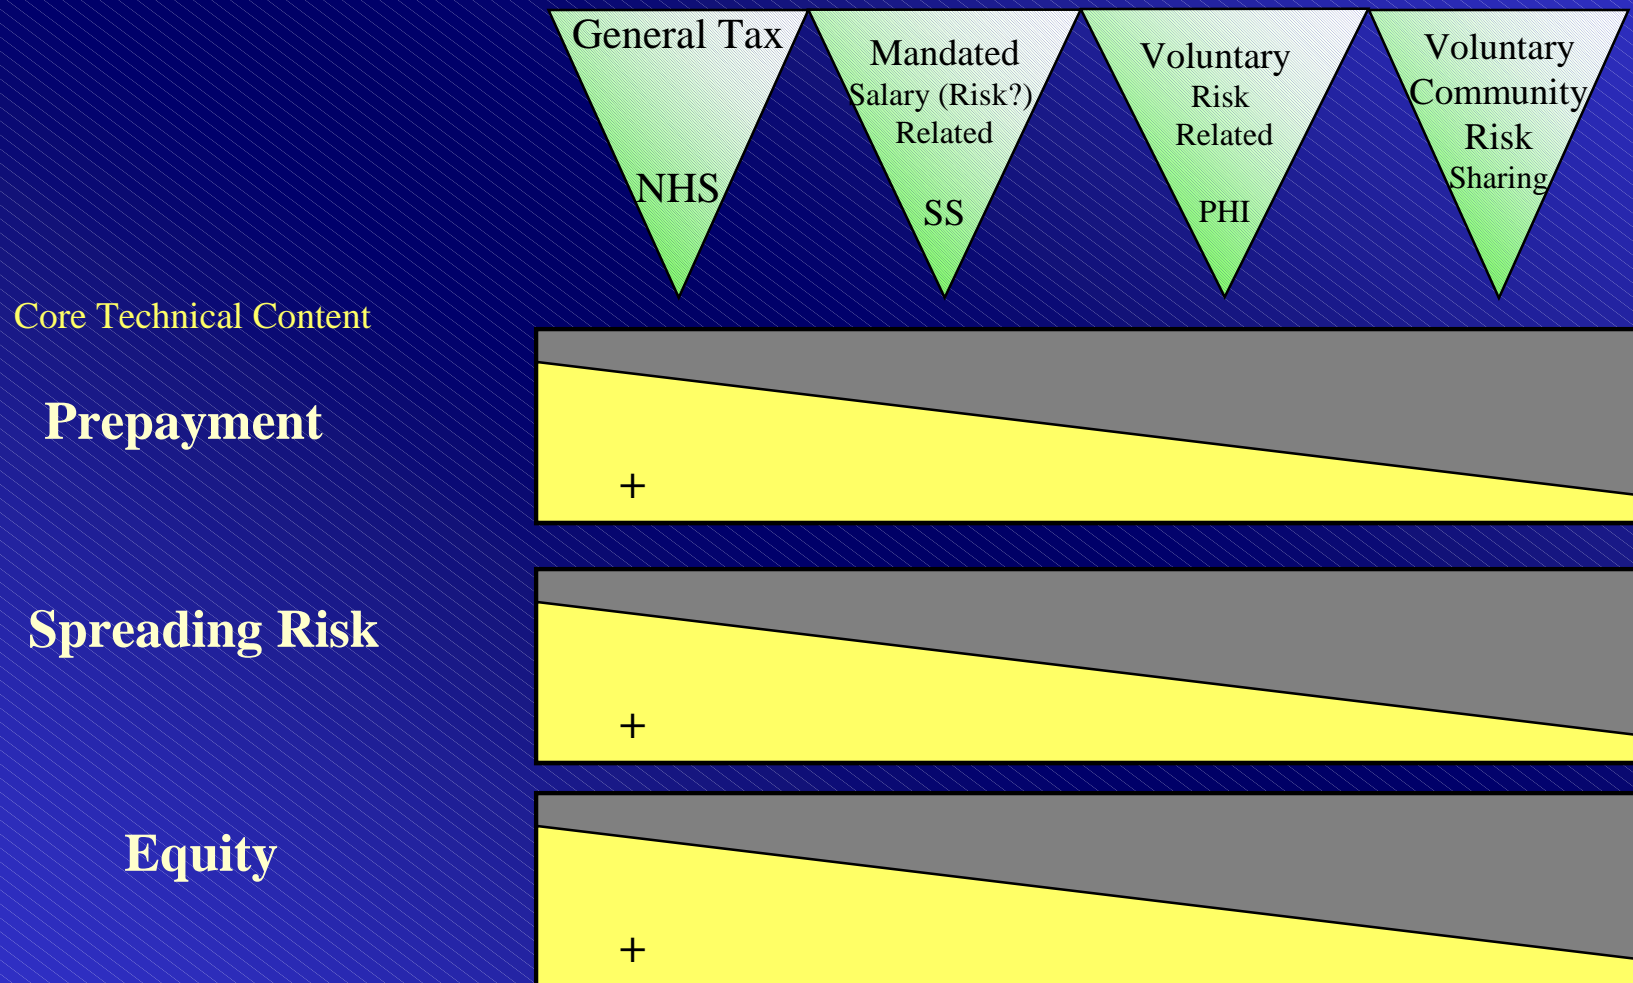 General Tax
NHS
Mandated
Salary (Risk?)
Related
SS
Voluntary
Risk
Related
PHI
Voluntary
Community
Risk
Sharing
Core Technical Content
Prepayment
+
Spreading Risk
+
Equity
+